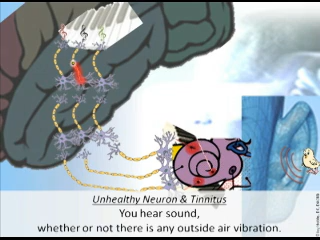 Unhealthy Neuron & Tinnitus
You hear sound,
whether or not there is any outside air vibration.